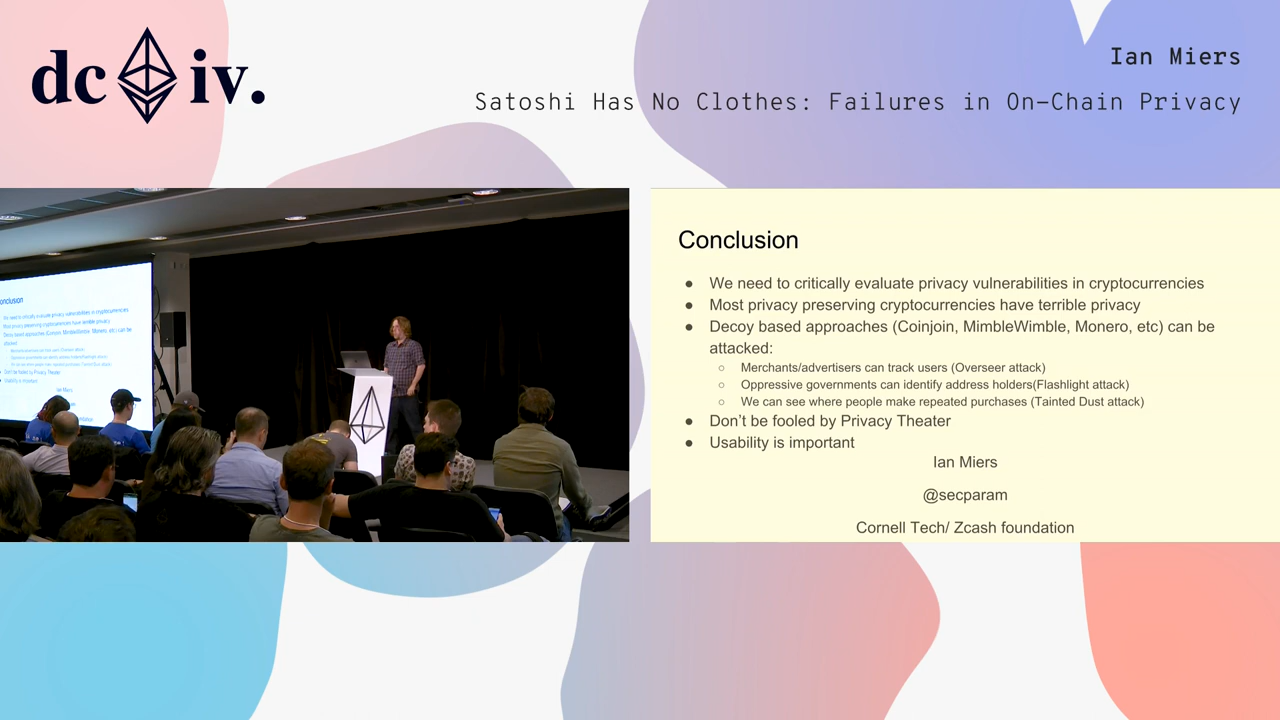 dc iv.
Ian Miers
Satoshi Has No Clothes: Failures in On-Chain Privacy
Conclusion
● We need to critically evaluate privacy vulnerabilities in cryptocurrencies
● Most privacy preserving cryptocurrencies have terrible privacy
● Decoy based approaches (Coinjoin, MimbleWimble, Monero, etc) can be
attacked:
○ Merchants/advertisers can track users (Overseer attack)
○ Oppressive governments can identify address holders(Flashlight attack)
○ We can see where people make repeated purchases (Tainted Dust attack)
● Don't be fooled by Privacy Theater
● Usability is important
Ian Miers
@secparam
Cornell Tech/ Zcash foundation